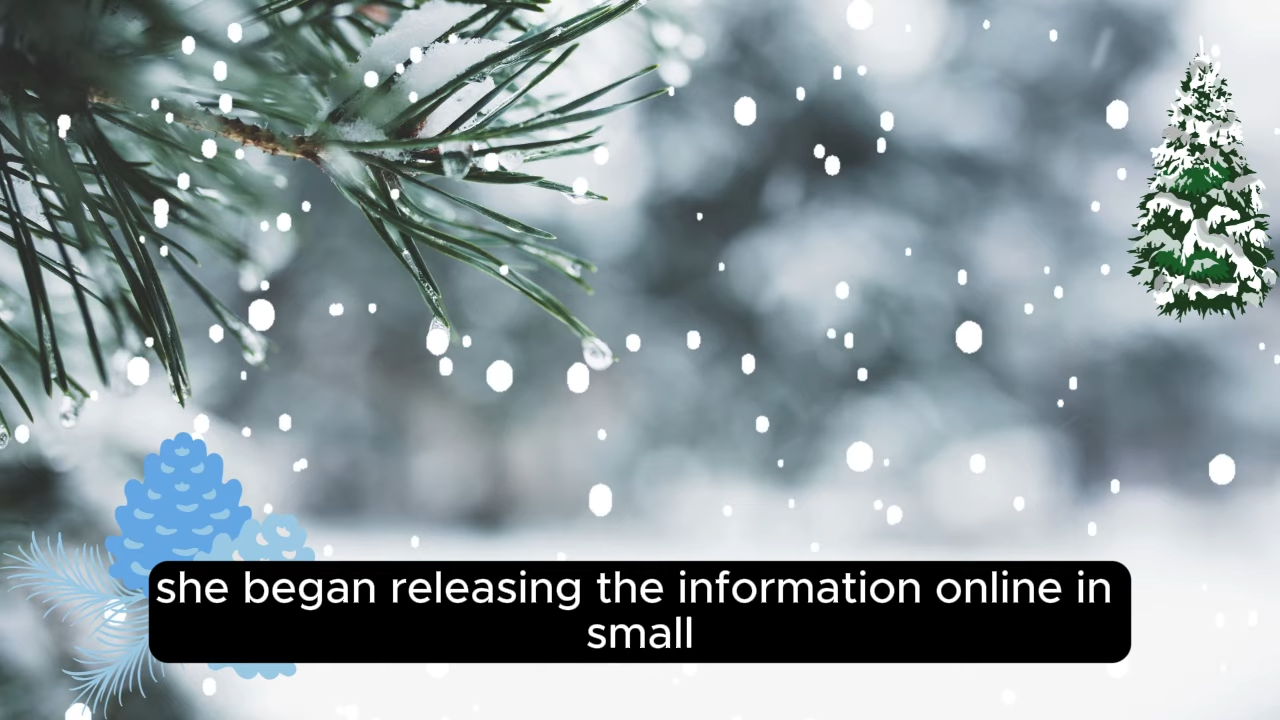 she began releasing the information online in
small